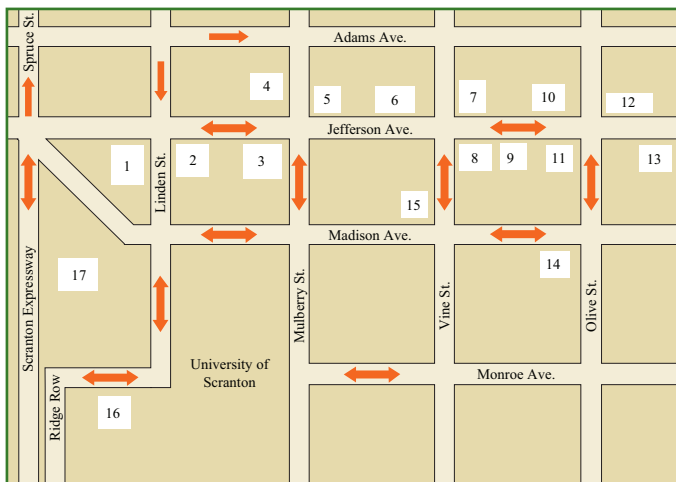 Spruce St.
Adams Ave.
4
5
6
7
10
12
Jefferson Ave.
1
2
3
8
9
11
13
Linden St.
15
Madison Ave.
17
14
Scranton Expressway
Mulberry St.
Vine St.
Olive St.
University of
Scranton
Monroe Ave.
Ridge Row
16